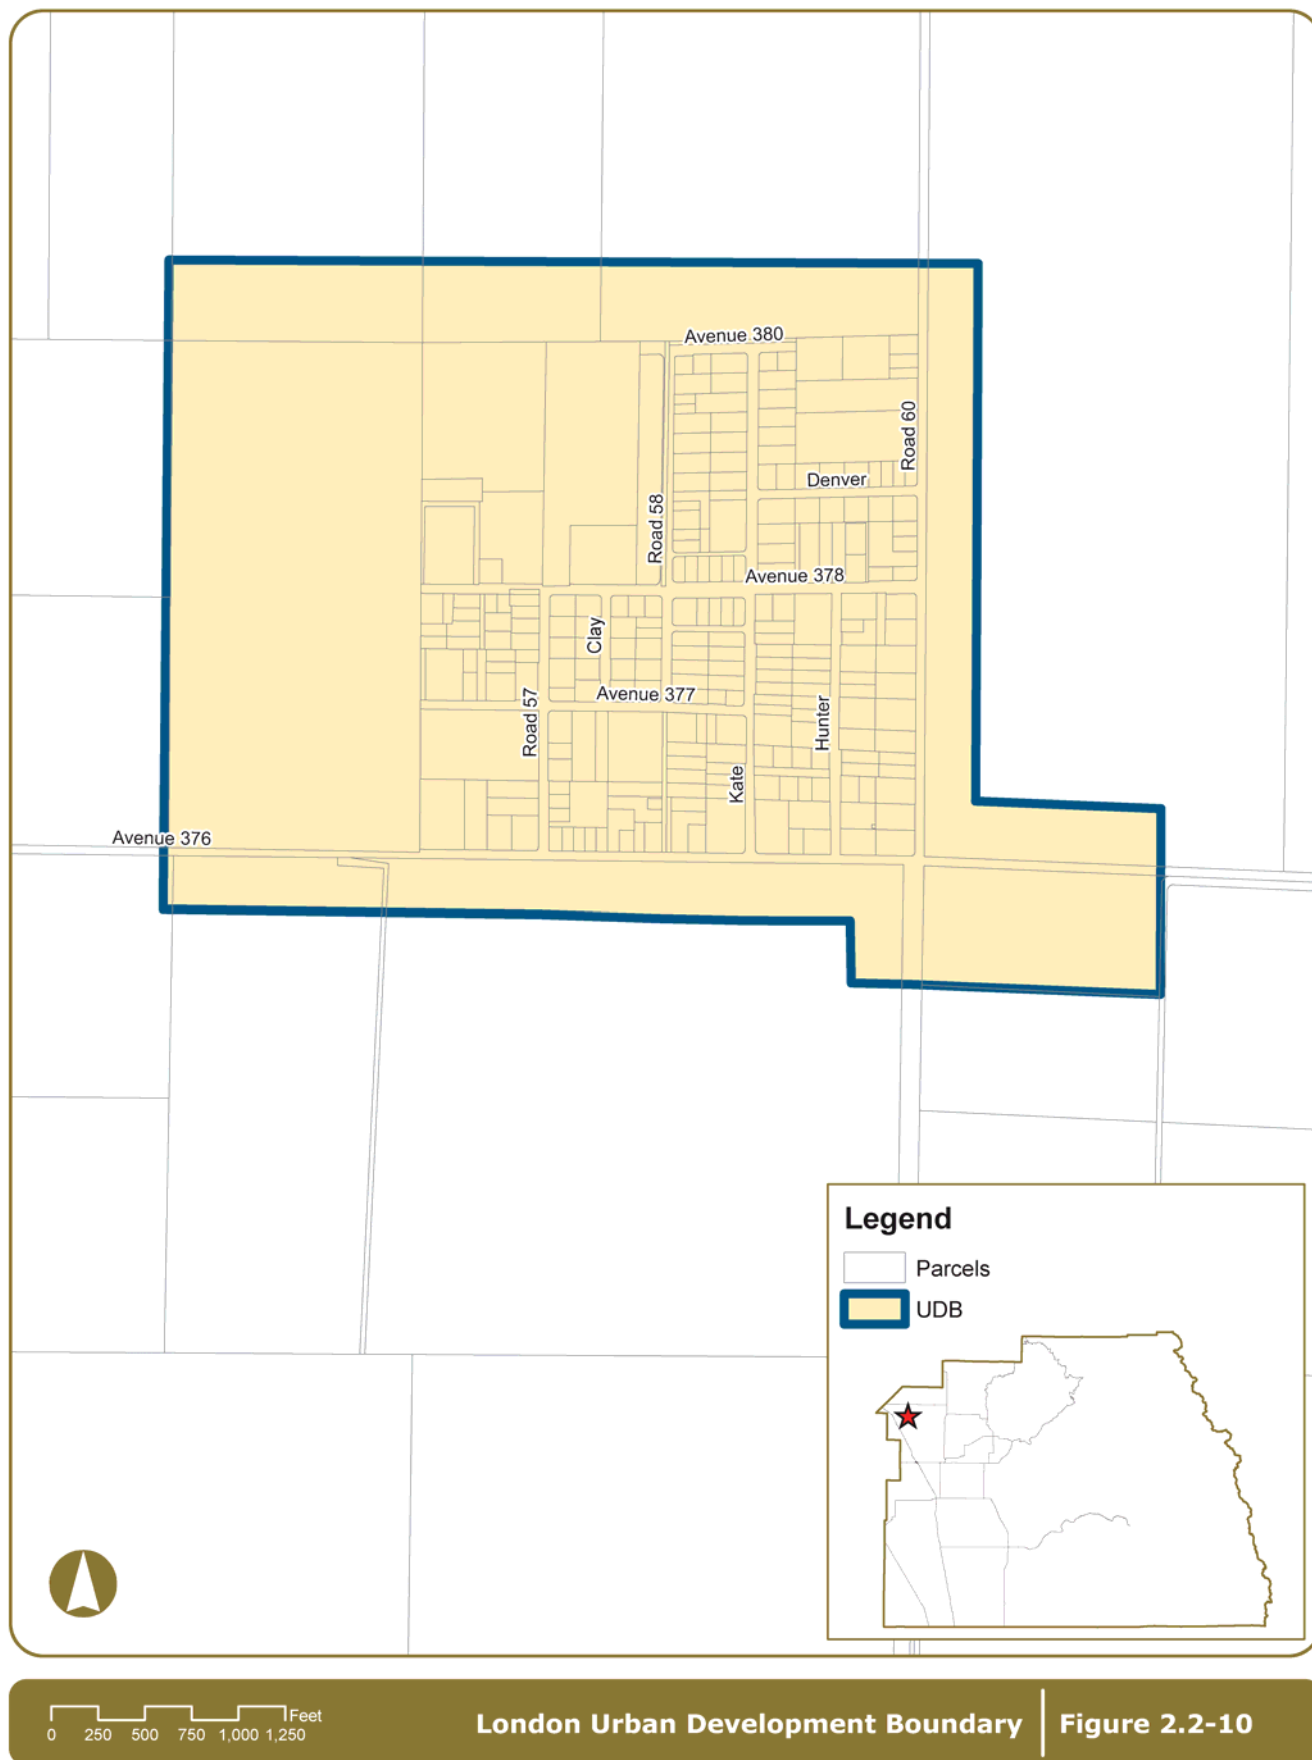 Avenue 380
Road 60
Denver
Road 58
Avenue 378
Clay
Avenue 377
Road 57
Hunter
Kate
Avenue 376
Legend
Parcels
UDB
Feet
0 250 500 750 1,000 1,250
London Urban Development Boundary Figure 2.2-10